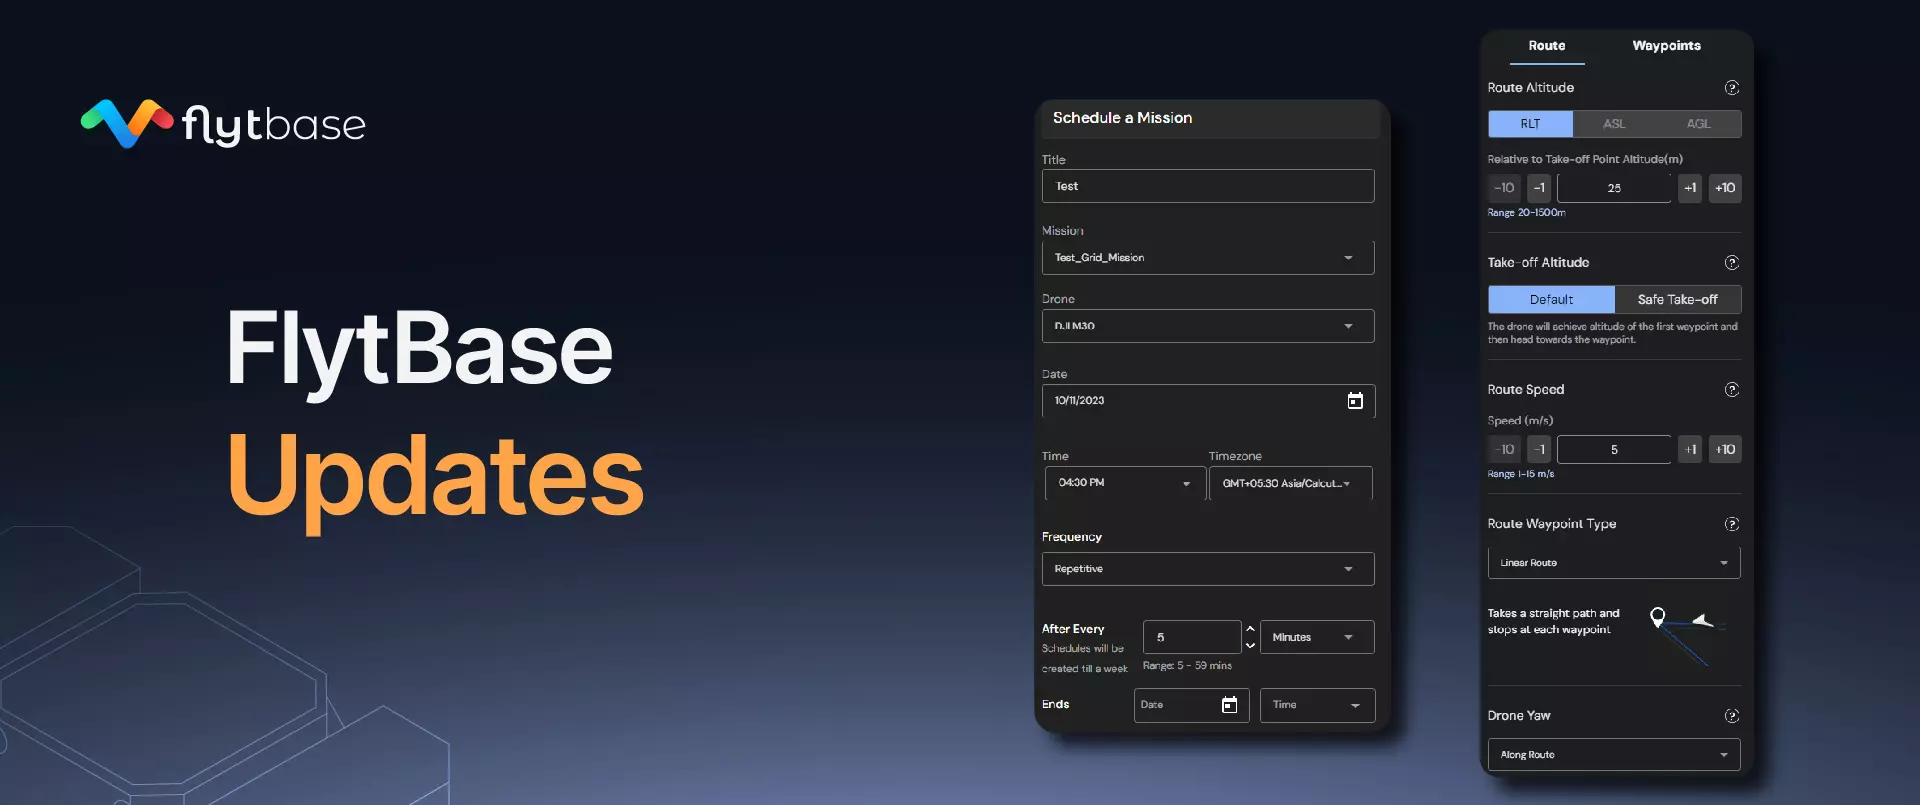 flytbase
FlytBase
Updates
Schedule a Mission
Title
Test
Mission
Test_Grid_Mission
Drone
DJI M30
Date
10/11/2023
Time
Timezone
04:30 PM
GMT+05:30 Asia/Calcut...
Frequency
Repetitive
After Every
Schedules will be
created till a week
5
Minutes
Range: 5 - 59 mins
Ends
Date
Time
Route
Waypoints
Route Altitude
?
RLT
ASL
AGL
Relative to Take-off Point Altitude(m)
-10
-1
25
+1
+10
Range 20-1500m
Take-off Altitude
?
Default
Safe Take-off
The drone will achieve altitude of the first waypoint and
then head towards the waypoint.
Route Speed
?
Speed (m/s)
-10
-1
5
+1
+10
Range 1-15 m/s
Route Waypoint Type
?
Linear Route
Takes a straight path and
stops at each waypoint
Drone Yaw
?
Along Route